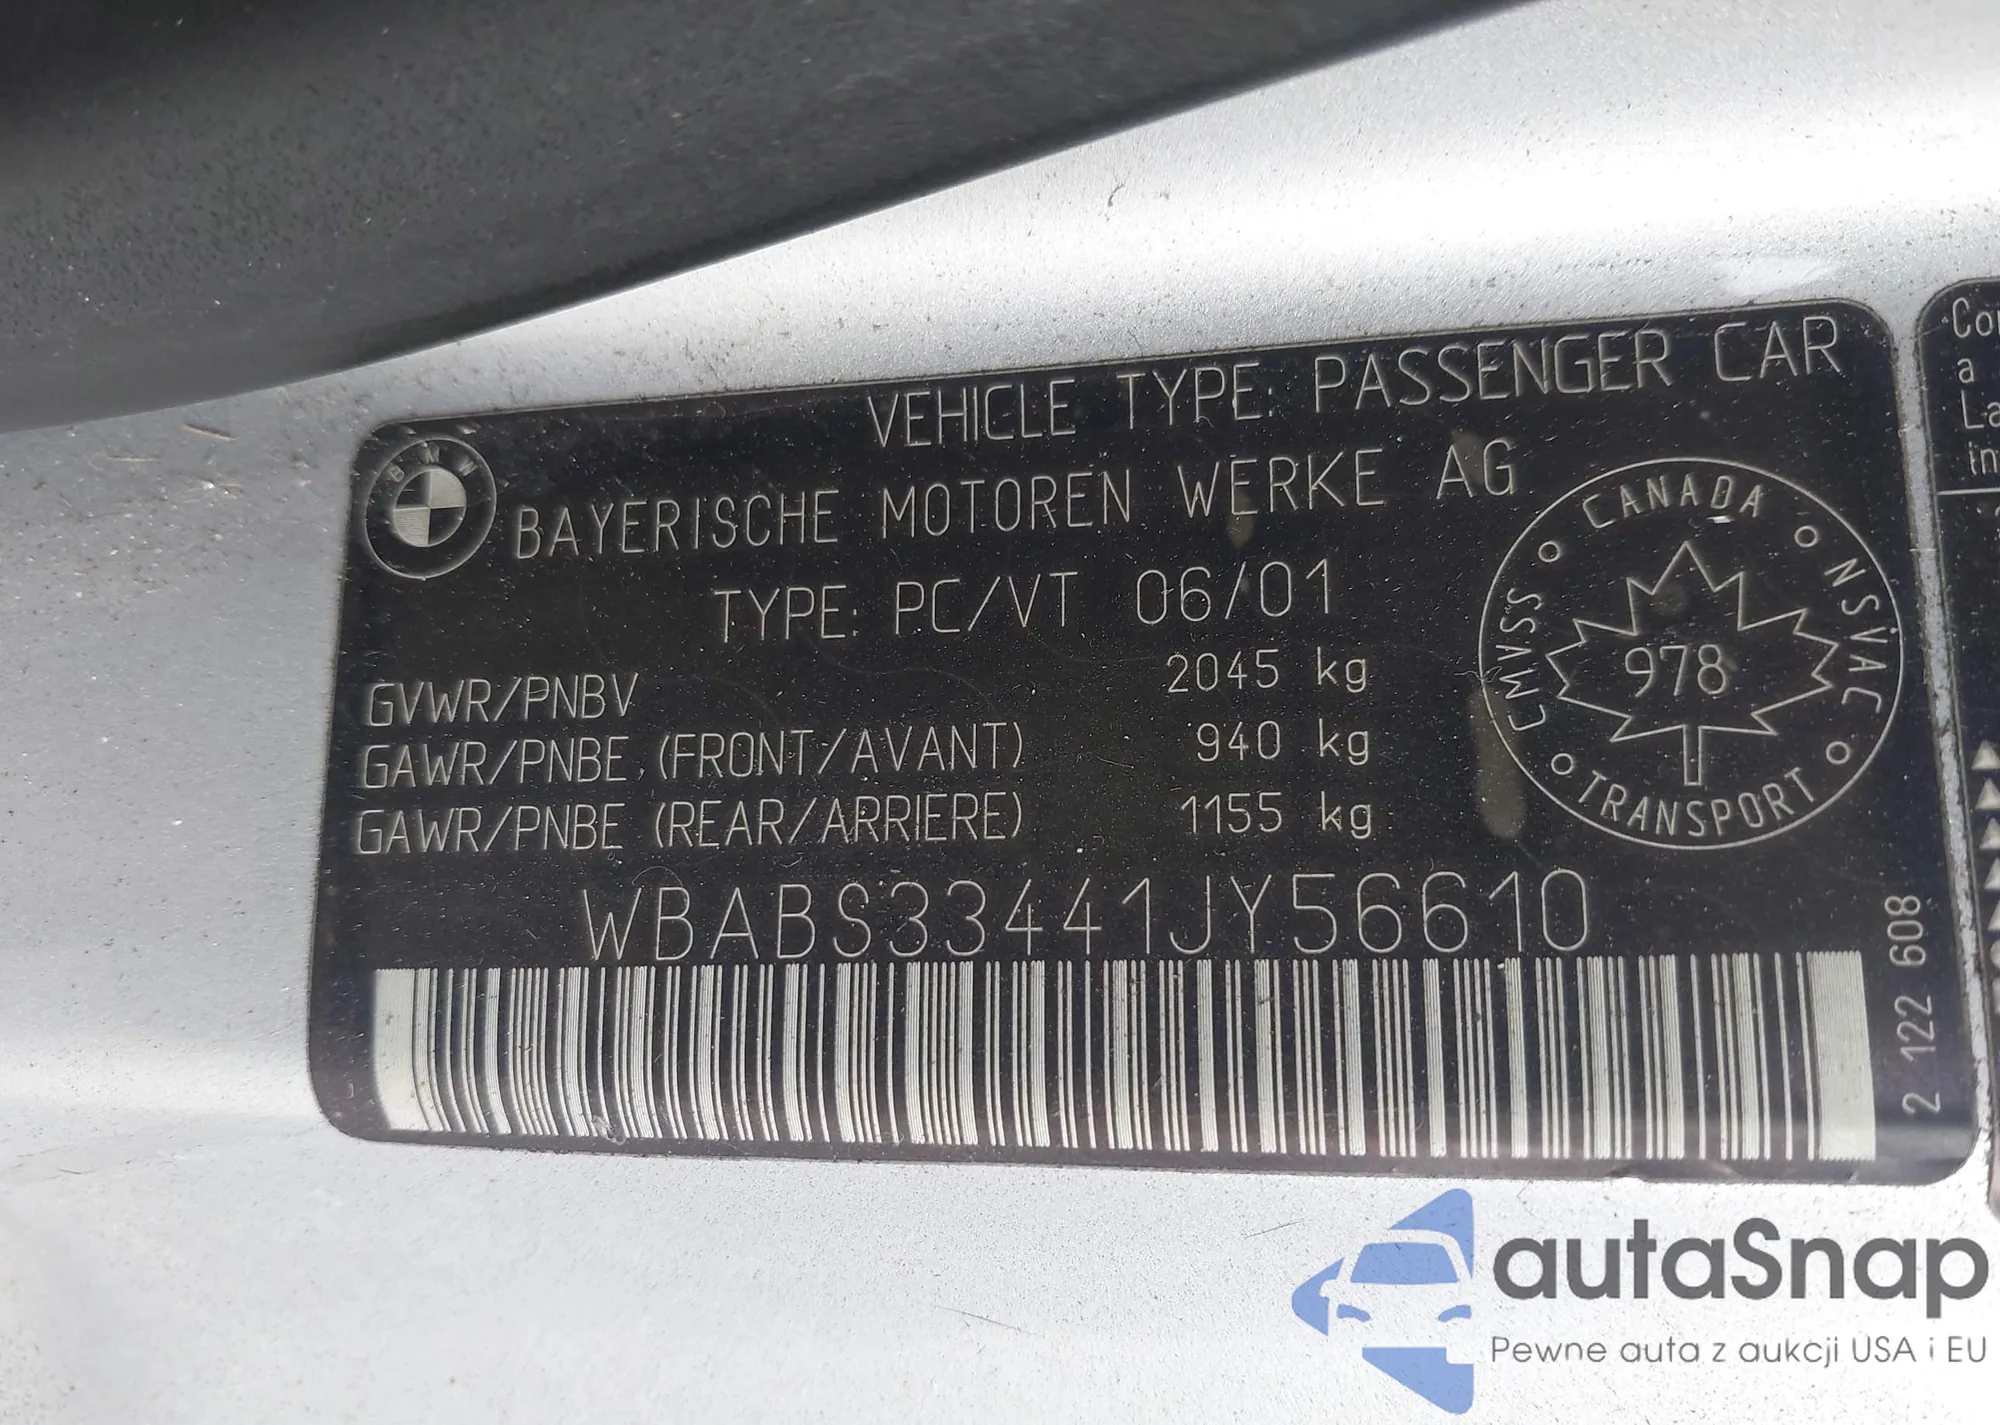 VEHICLE TYPE: PASSENGER CAR
BMW
BAYERISCHE MOTOREN WERKE AG
TYPE: PC/VT 06/01
GVWR/PNBV 2045 kg
GAWR/PNBE (FRONT/AVANT) 940 kg
GAWR/PNBE (REAR/ARRIERE) 1155 kg
CANADA
NSVAC
TRANSPORT
CMVSS
978
WBABS33441JY56610
2 122 608
a
in
autaSnap
Pewne auta z aukcji USA i EU